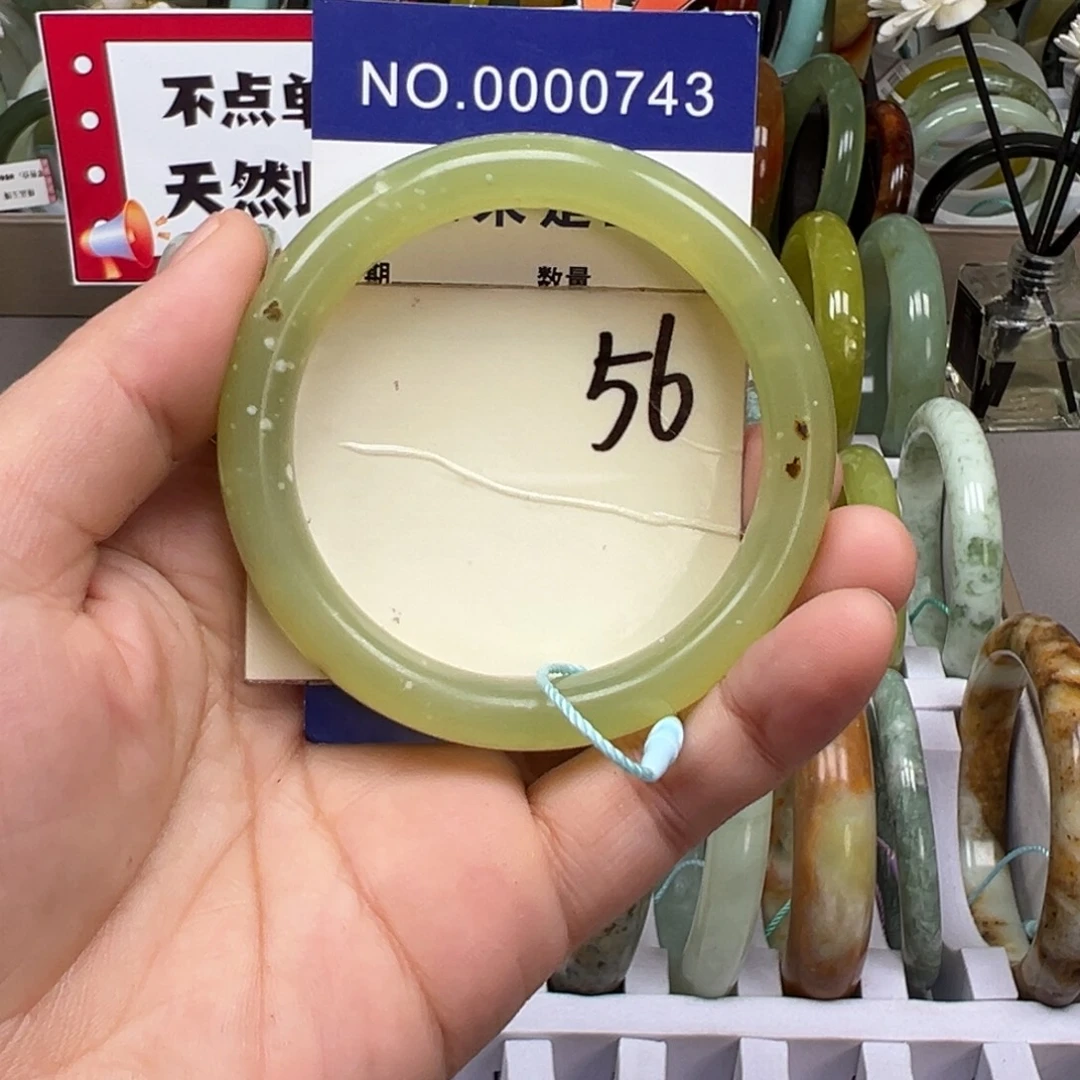 NO.0000743
不点单
天然
期
数量
56